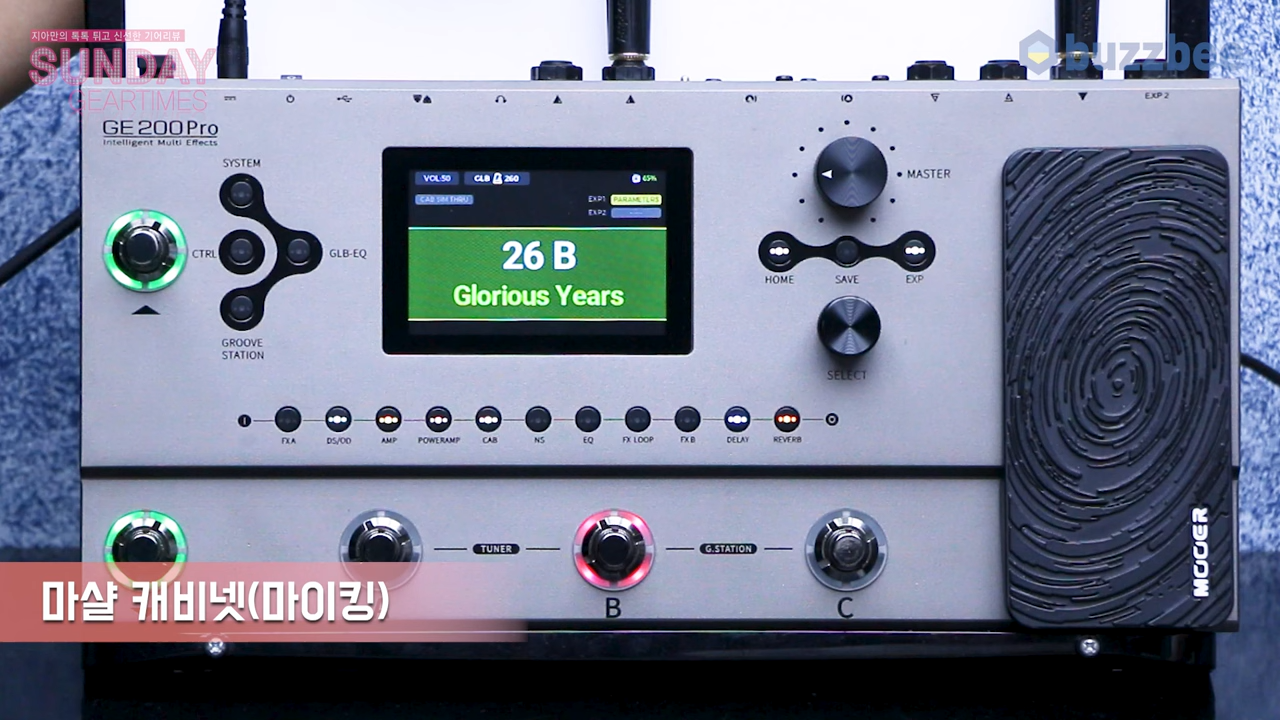 지아만의 톡톡 튀고 신선한 기어리뷰
SUNDAY
GEARTIMES
buzzbee
EXP 2
GE200Pro
Intelligent Multi Effects
SYSTEM
CTRL
GLB-EQ
GROOVE
STATION
VOL:50
GLB 260
65%
CAB SIM THRU
EXP1 PARAMETERS
EXP2
26 B
Glorious Years
MASTER
HOME
SAVE
EXP
SELECT
FX A
DS/OD
AMP
POWERAMP
CAB
NS
EQ
FX LOOP
FX B
DELAY
REVERB
TUNER
G.STATION
B
C
MOOER
마샬 캐비넷(마이킹)